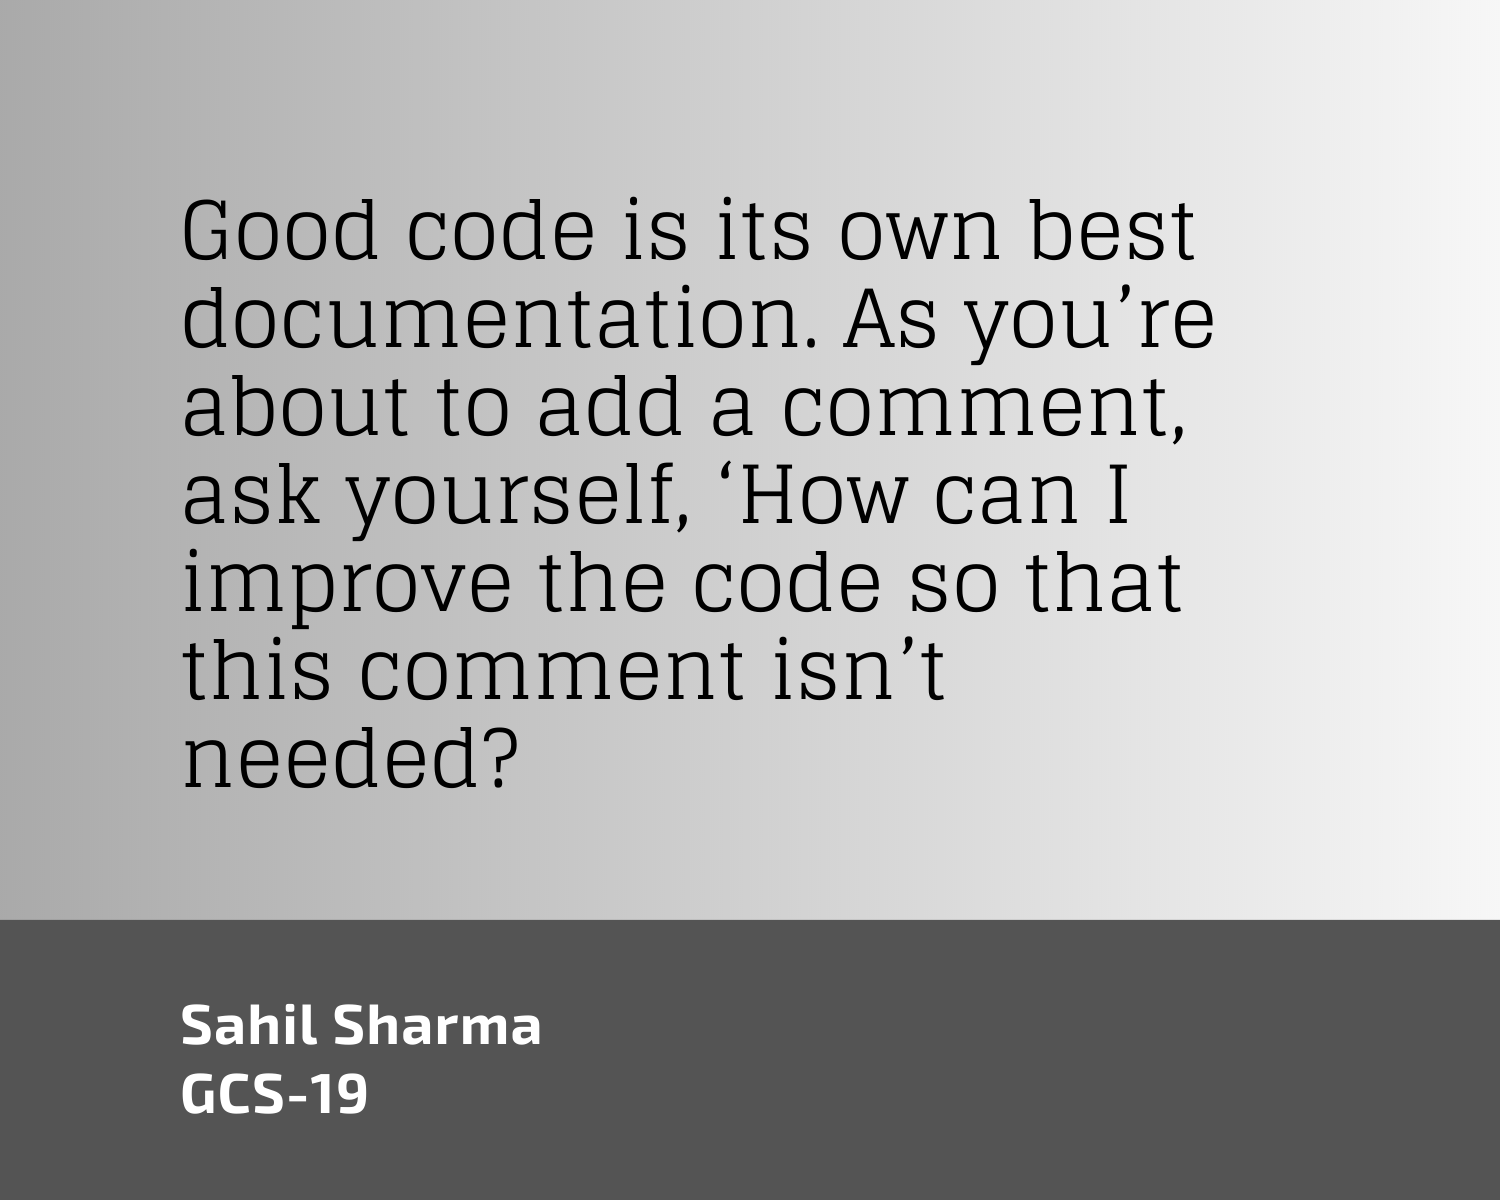 Good code is its own best
documentation. As you’re
about to add a comment,
ask yourself, ‘How can I
improve the code so that
this comment isn’t
needed?
Sahil Sharma
GCS-19